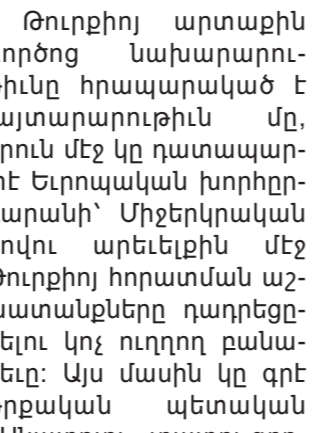 Թուրքիոյ արտաքին
գործոց նախարարու-
թիւնը հրապարակած է
յայտարարութիւն մը,
որուն մէջ կը դատապար-
տէ Եւրոպական խորհըր-
դարանի՝ Միջերկրական
ծովու արեւելքին մէջ
Թուրքիոյ հորատման աշ-
խատանքները դադրեցը-
նելու կոչ ուղղող բանա-
ձեւը: Այս մասին կը գրէ
թրքական պետական